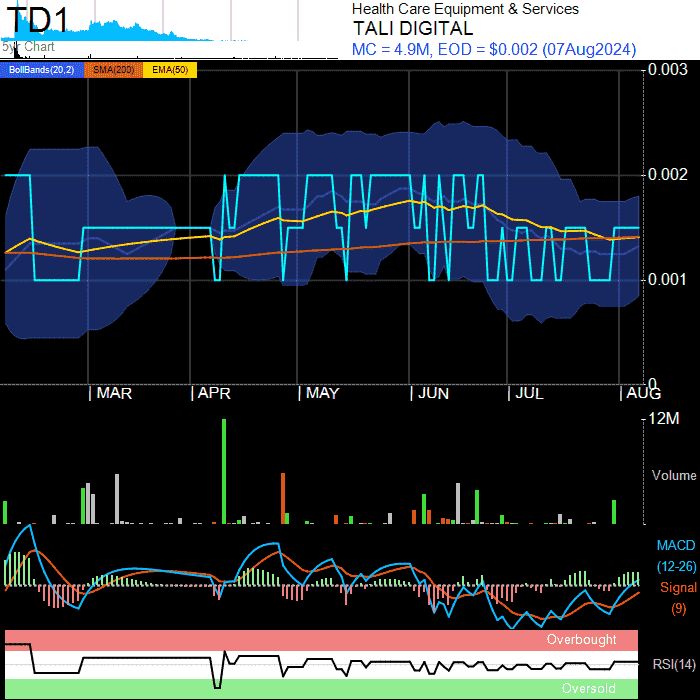 TD1
5yr Chart
Health Care Equipment & Services
TALI DIGITAL
MC = 4.9M, EOD = $0.002 (07Aug2024)
BollBands(20,2) SMA(200) EMA(50)
0.003
0.002
0.001
0
MAR APR MAY JUN JUL AUG
12M
Volume
MACD
(12-26)
Signal
(9)
Overbought
RSI(14)
Oversold